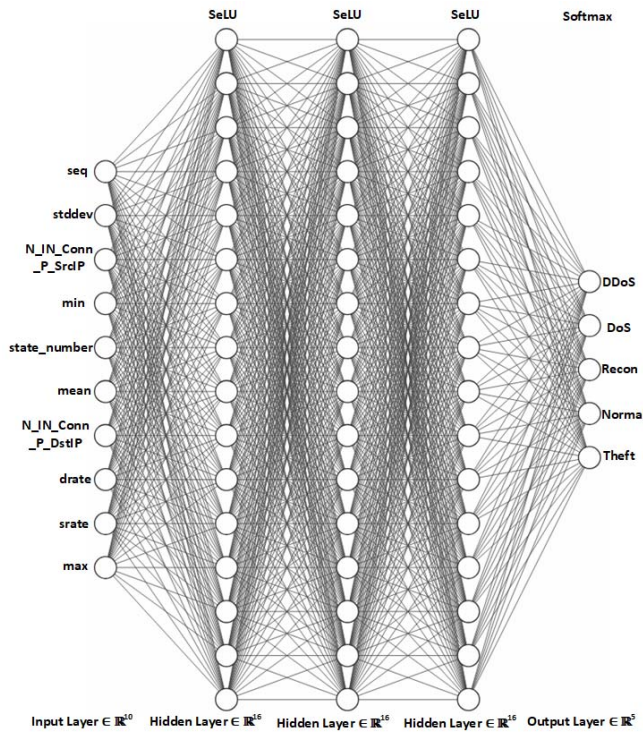 SeLU SeLU SeLU Softmax
seq
stddev
N_IN_Conn
_P_SrcIP
min
state_number
mean
N_IN_Conn
_P_DstIP
drate
srate
max
DDoS
DoS
Recon
Norma
Theft
Input Layer ∈ ℝ¹⁰ Hidden Layer ∈ ℝ¹⁶ Hidden Layer ∈ ℝ¹⁶ Hidden Layer ∈ ℝ¹⁶ Output Layer ∈ ℝ⁵